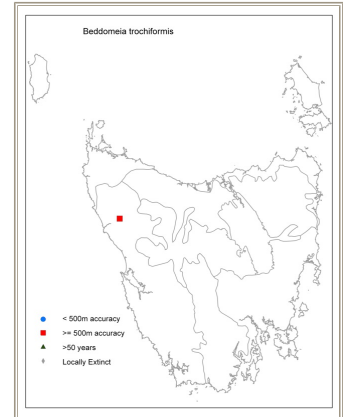 Beddomeia trochiformis
< 500m accuracy
>= 500m accuracy
>50 years
Locally Extinct